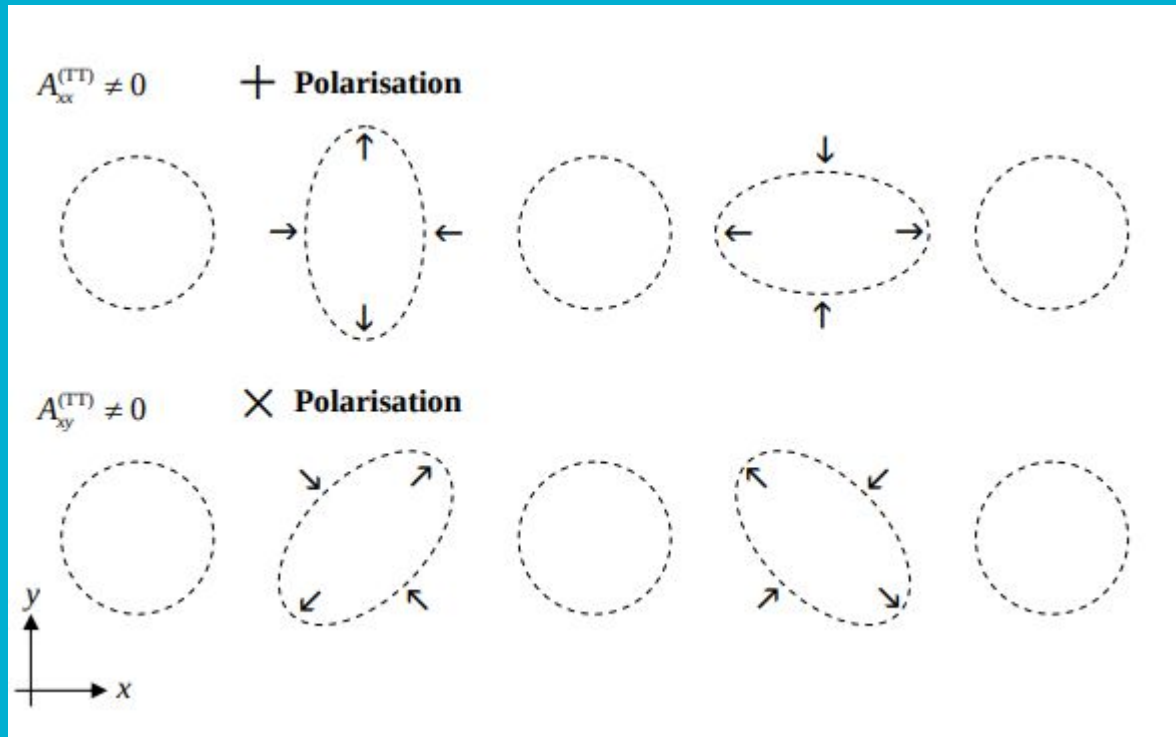 A_xx^(TT) ≠ 0 + Polarisation
A_xy^(TT) ≠ 0 × Polarisation
y
x